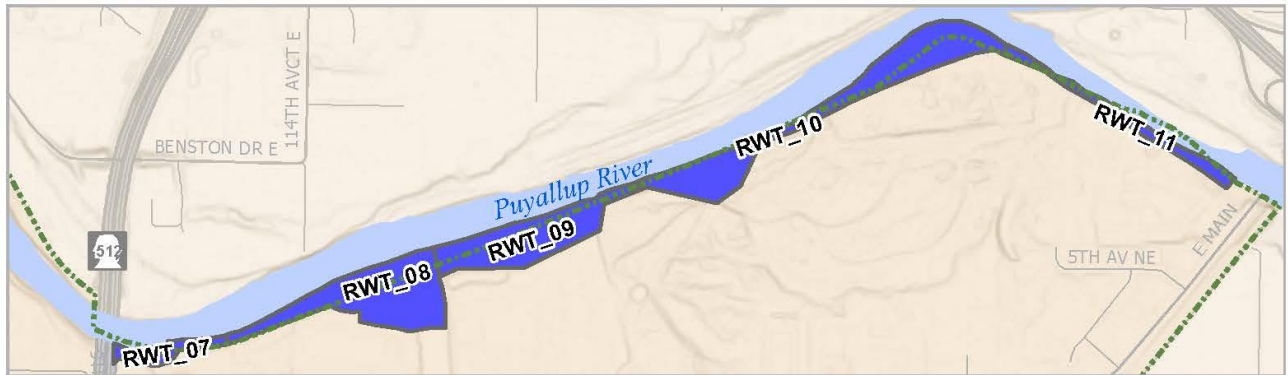 BENSTON DR E
114TH AVCT E
Puyallup River
RWT_10
RWT_11
RWT_09
RWT_08
RWT_07
512
5TH AV NE
E MAIN